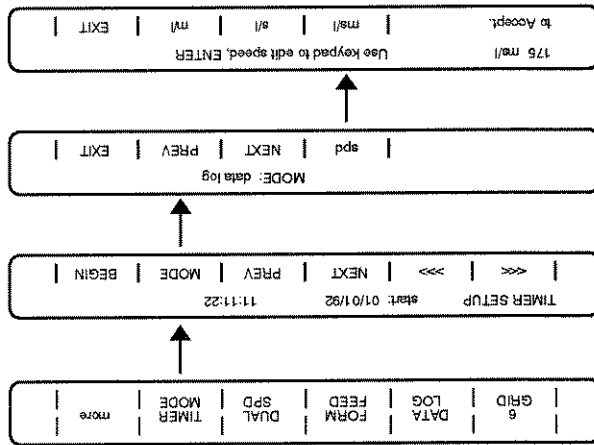 6 DATA FORM DUAL TIMER more
GRID LOG FEED SPD MODE
TIMER SETUP start: 01/01/92 11:11:22
<<< >>> NEXT PREV MODE BEGIN
MODE: data log
spd NEXT PREV EXIT
175 ms/l Use keypad to edit speed, ENTER
to Accept. ms/l s/l m/l EXIT